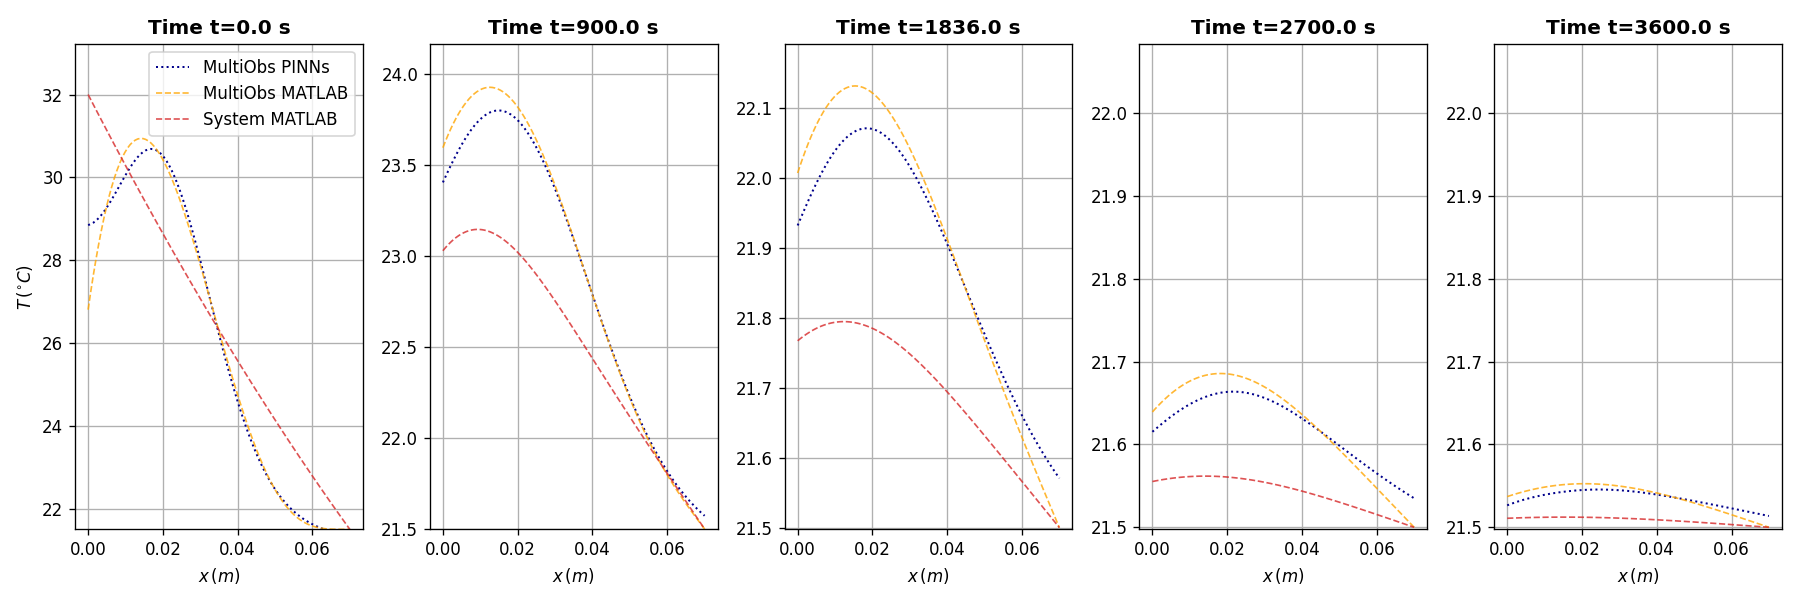 Time t=0.0 s
Time t=900.0 s
Time t=1836.0 s
Time t=2700.0 s
Time t=3600.0 s
MultiObs PINNs
MultiObs MATLAB
System MATLAB
T (°C)
32
30
28
26
24
22
0.00 0.02 0.04 0.06
x (m)
24.0
23.5
23.0
22.5
22.0
21.5
0.00 0.02 0.04 0.06
x (m)
22.1
22.0
21.9
21.8
21.7
21.6
21.5
0.00 0.02 0.04 0.06
x (m)
22.0
21.9
21.8
21.7
21.6
21.5
0.00 0.02 0.04 0.06
x (m)
22.0
21.9
21.8
21.7
21.6
21.5
0.00 0.02 0.04 0.06
x (m)